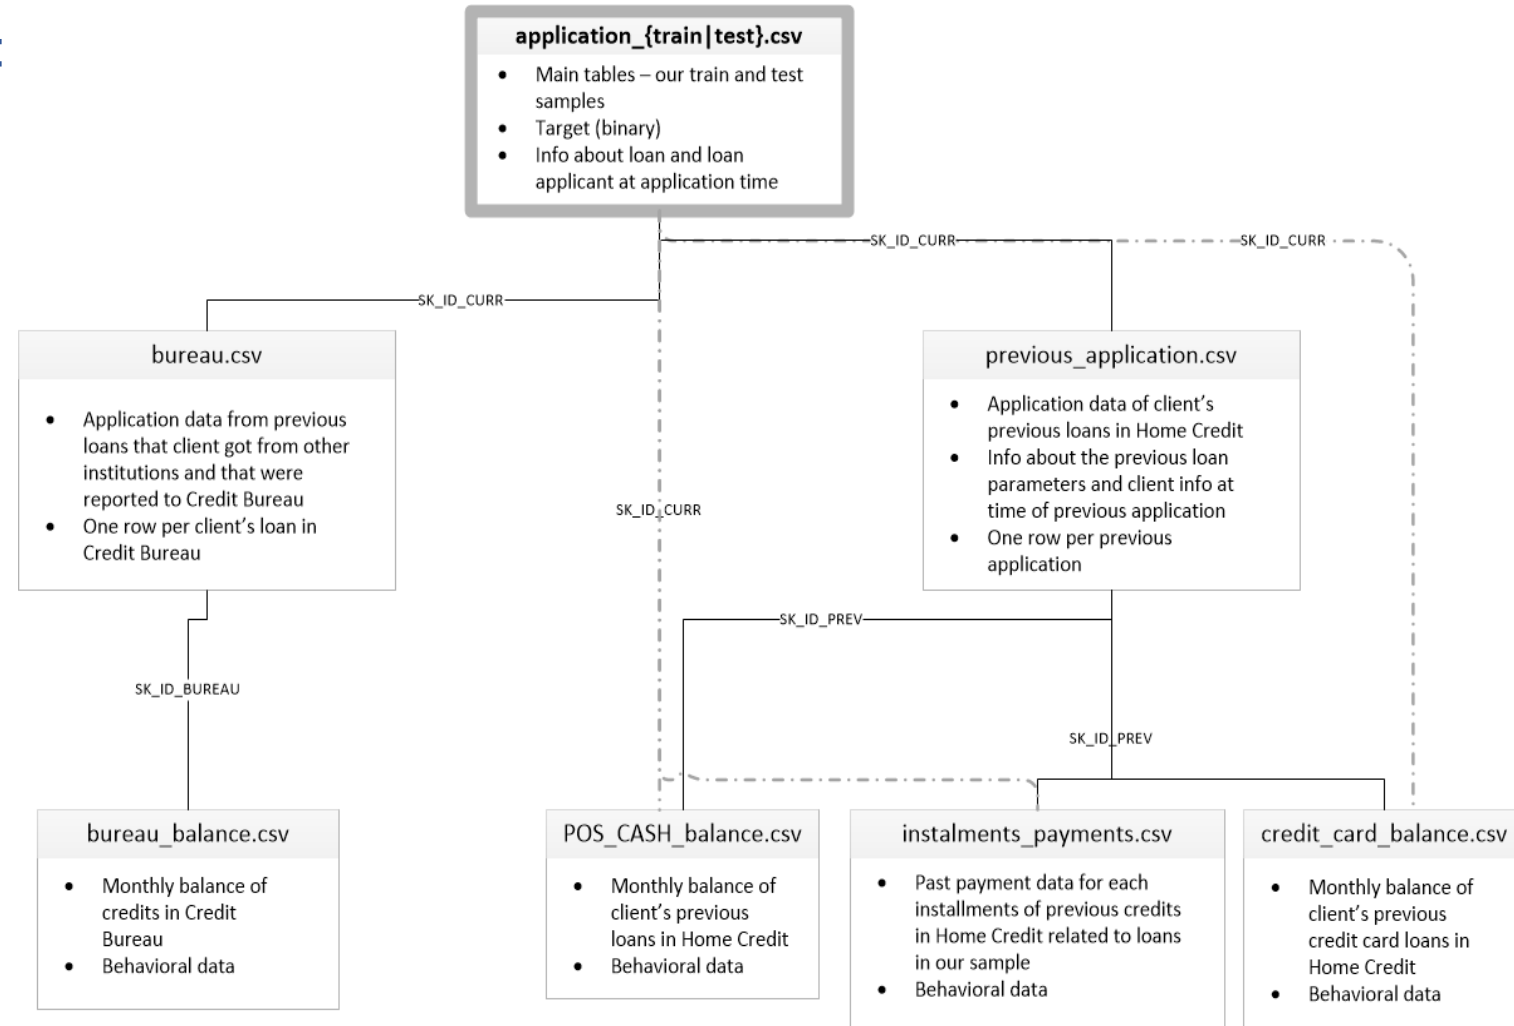 application_{train|test}.csv
• Main tables – our train and test
samples
• Target (binary)
• Info about loan and loan
applicant at application time
SK_ID_CURR
SK_ID_CURR
SK_ID_CURR
bureau.csv
• Application data from previous
loans that client got from other
institutions and that were
reported to Credit Bureau
• One row per client’s loan in
Credit Bureau
previous_application.csv
• Application data of client’s
previous loans in Home Credit
• Info about the previous loan
parameters and client info at
time of previous application
• One row per previous
application
SK_ID_CURR
SK_ID_PREV
SK_ID_BUREAU
SK_ID_PREV
bureau_balance.csv
• Monthly balance of
credits in Credit
Bureau
• Behavioral data
POS_CASH_balance.csv
• Monthly balance of
client’s previous
loans in Home Credit
• Behavioral data
instalments_payments.csv
• Past payment data for each
installments of previous credits
in Home Credit related to loans
in our sample
• Behavioral data
credit_card_balance.csv
• Monthly balance of
client’s previous
credit card loans in
Home Credit
• Behavioral data